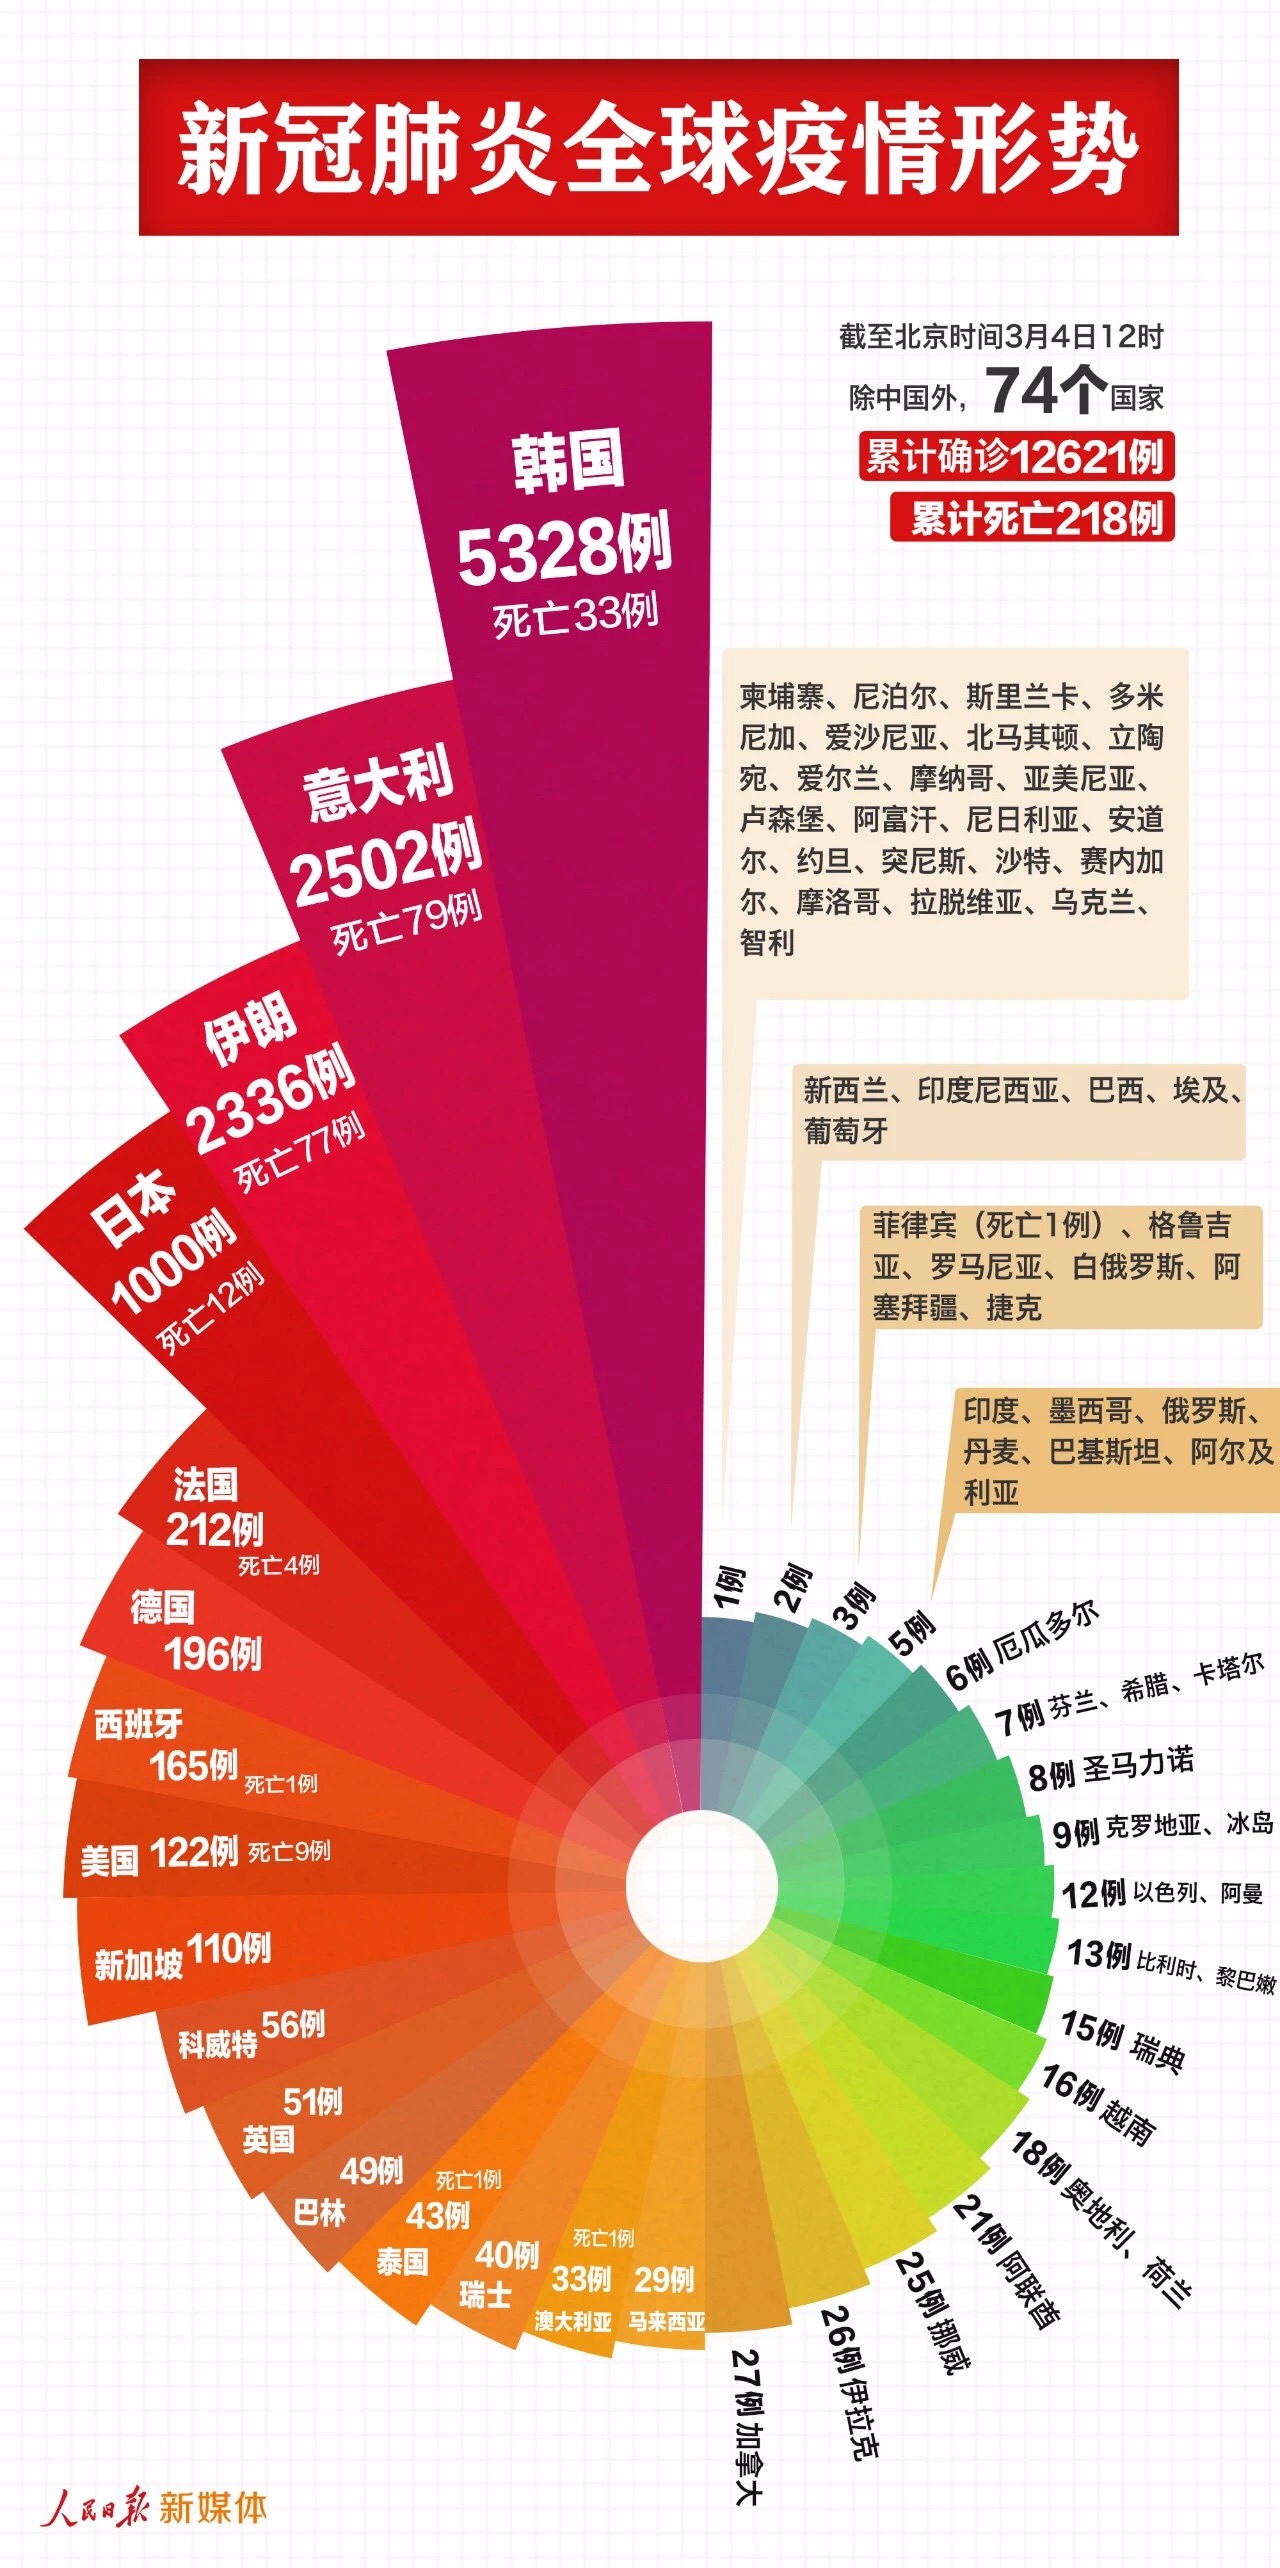 新冠肺炎全球疫情形势
截至北京时间3月4日12时
除中国外，74个国家
累计确诊12621例
累计死亡218例
韩国
5328例
死亡33例
意大利
2502例
死亡79例
伊朗
2336例
死亡77例
日本
1000例
死亡12例
法国
212例
死亡4例
德国
196例
西班牙
165例 死亡1例
美国 122例 死亡9例
新加坡 110例
科威特 56例
51例
英国
49例
巴林
死亡1例
43例
泰国
40例
瑞士
死亡1例
33例
澳大利亚
29例
马来西亚
27例 加拿大
26例 伊拉克
25例 挪威
21例 阿联酋
18例 奥地利、荷兰
16例 越南
15例 瑞典
13例 比利时、黎巴嫩
12例 以色列、阿曼
9例 克罗地亚、冰岛
8例 圣马力诺
7例 芬兰、希腊、卡塔尔
6例 厄瓜多尔
5例
印度、墨西哥、俄罗斯、
丹麦、巴基斯坦、阿尔及
利亚
3例
菲律宾（死亡1例）、格鲁吉
亚、罗马尼亚、白俄罗斯、阿
塞拜疆、捷克
2例
新西兰、印度尼西亚、巴西、埃及、
葡萄牙
1例
柬埔寨、尼泊尔、斯里兰卡、多米
尼加、爱沙尼亚、北马其顿、立陶
宛、爱尔兰、摩纳哥、亚美尼亚、
卢森堡、阿富汗、尼日利亚、安道
尔、约旦、突尼斯、沙特、赛内加
尔、摩洛哥、拉脱维亚、乌克兰、
智利
人民日报 新媒体